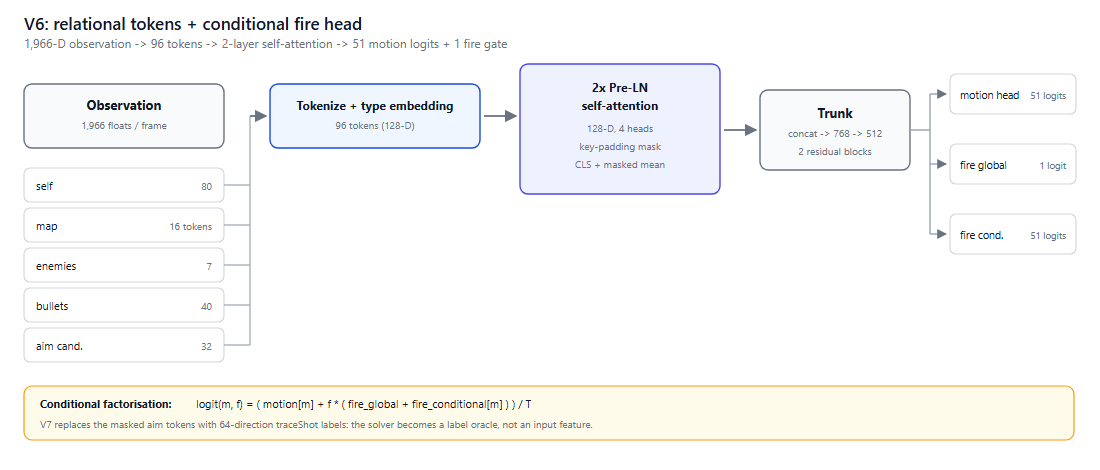 V6: relational tokens + conditional fire head
1,966-D observation -> 96 tokens -> 2-layer self-attention -> 51 motion logits + 1 fire gate
Observation
1,966 floats / frame
self 80
map 16 tokens
enemies 7
bullets 40
aim cand. 32
Tokenize + type embedding
96 tokens (128-D)
2x Pre-LN
self-attention
128-D, 4 heads
key-padding mask
CLS + masked mean
Trunk
concat -> 768 -> 512
2 residual blocks
motion head 51 logits
fire global 1 logit
fire cond. 51 logits
Conditional factorisation: logit(m, f) = ( motion[m] + f * ( fire_global + fire_conditional[m] ) ) / T
V7 replaces the masked aim tokens with 64-direction traceShot labels: the solver becomes a label oracle, not an input feature.